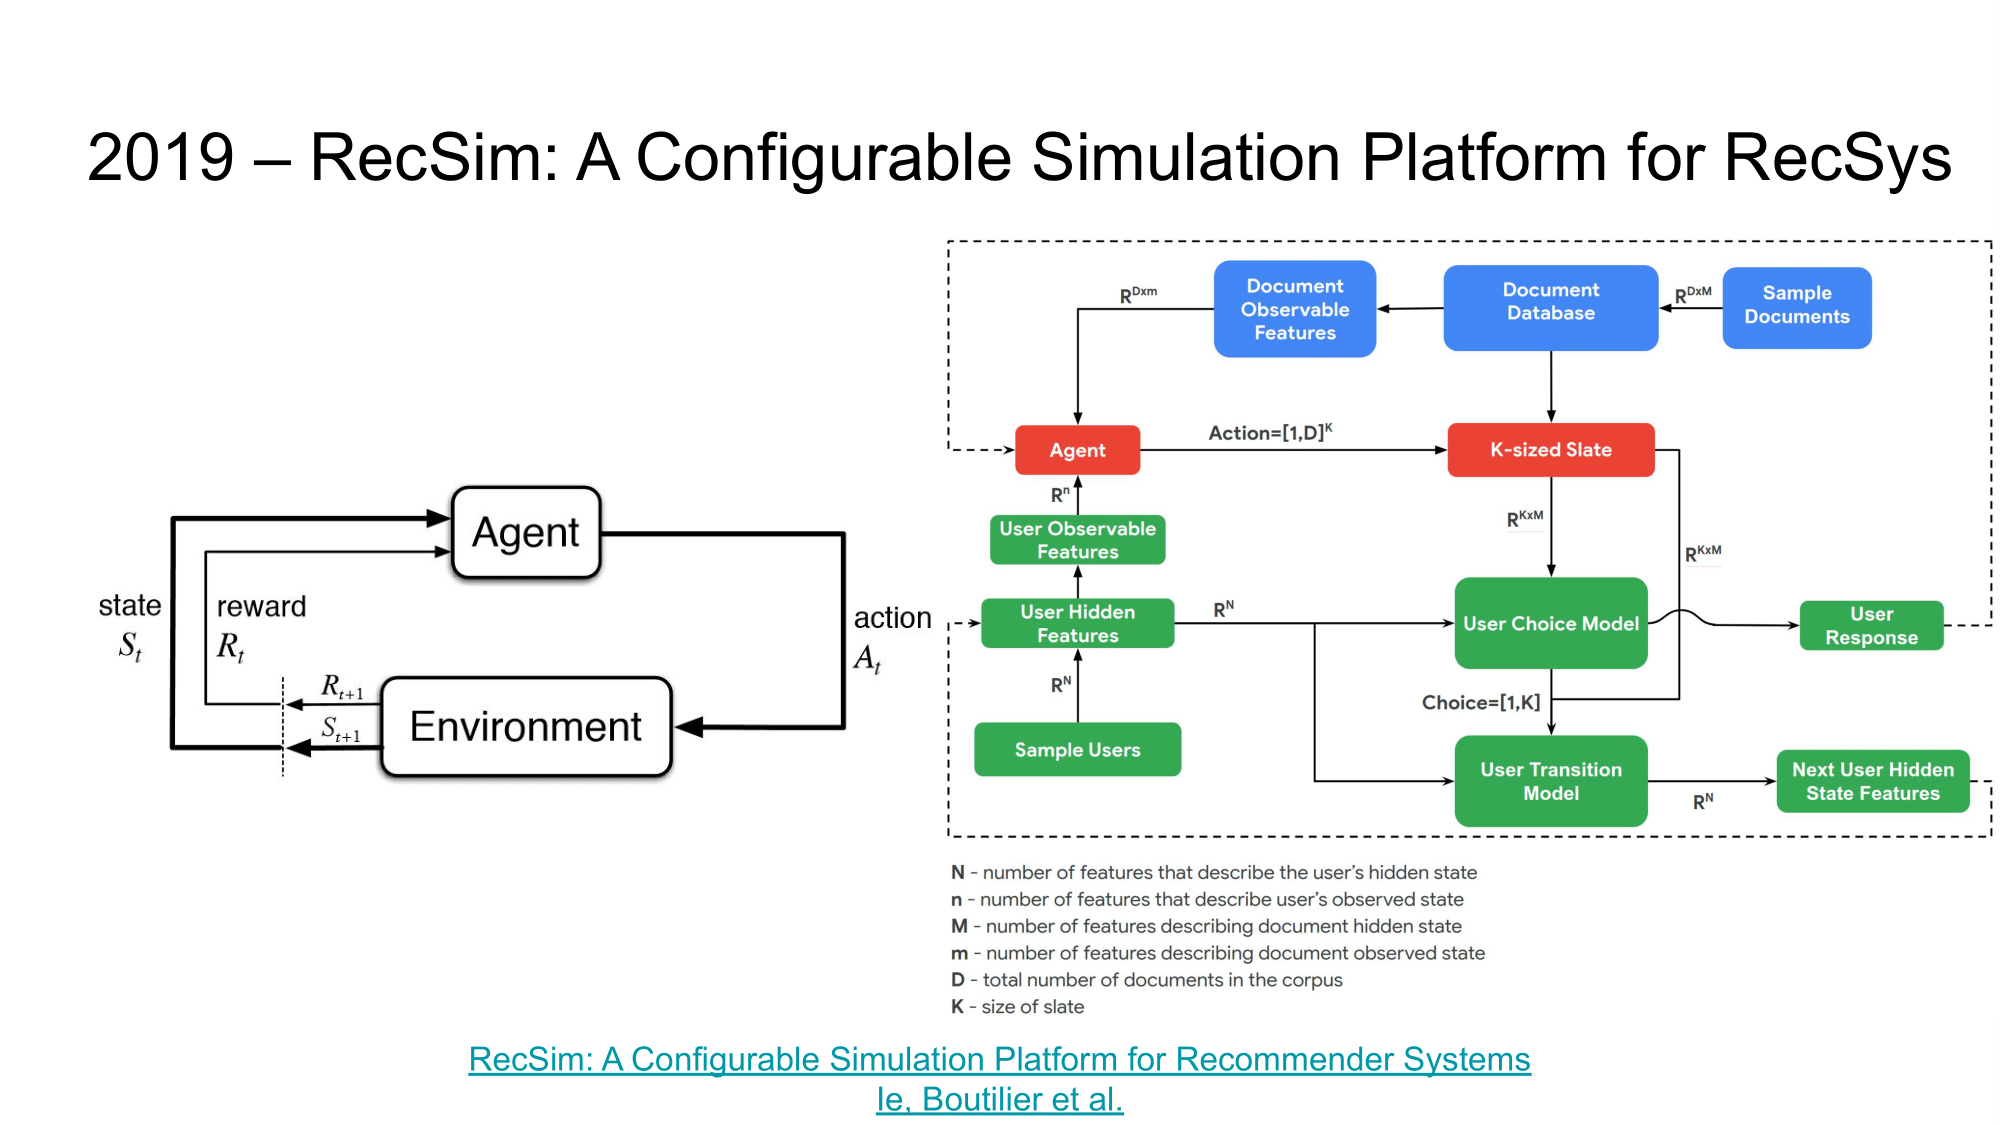 2019 – RecSim: A Configurable Simulation Platform for RecSys
Agent
state
S_t
reward
R_t
action
A_t
R_{t+1}
S_{t+1}
Environment
Document
Observable
Features
Document
Database
Sample
Documents
R^{Dxm}
R^{DxM}
Agent
Action=[1,D]^K
K-sized Slate
R^n
User Observable
Features
R^{KxM}
R^{KxM}
User Hidden
Features
R^N
User Choice Model
User
Response
R^N
Choice=[1,K]
Sample Users
User Transition
Model
R^N
Next User Hidden
State Features
N - number of features that describe the user's hidden state
n - number of features that describe user's observed state
M - number of features describing document hidden state
m - number of features describing document observed state
D - total number of documents in the corpus
K - size of slate
RecSim: A Configurable Simulation Platform for Recommender Systems
Ie, Boutilier et al.